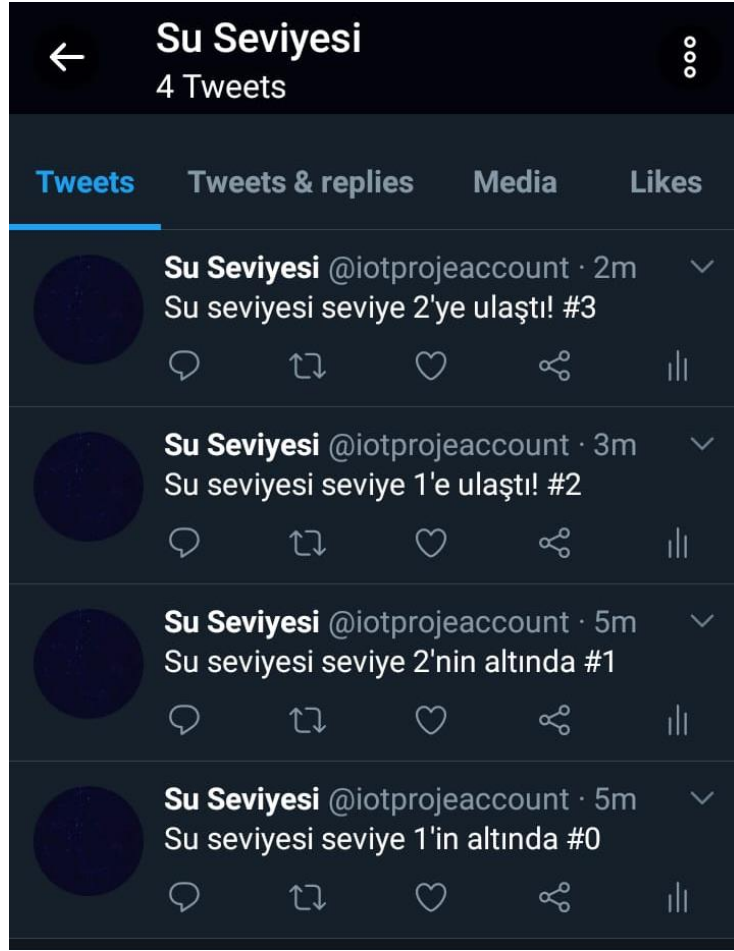 Su Seviyesi
4 Tweets
Tweets Tweets & replies Media Likes
Su Seviyesi @iotprojeaccount · 2m
Su seviyesi seviye 2'ye ulaştı! #3
Su Seviyesi @iotprojeaccount · 3m
Su seviyesi seviye 1'e ulaştı! #2
Su Seviyesi @iotprojeaccount · 5m
Su seviyesi seviye 2'nin altında #1
Su Seviyesi @iotprojeaccount · 5m
Su seviyesi seviye 1'in altında #0